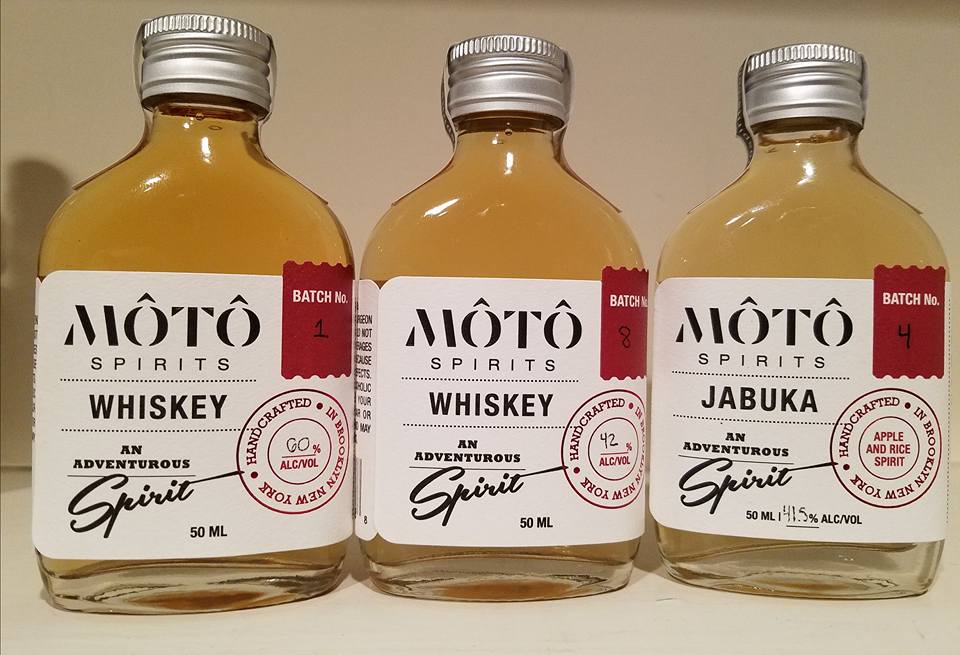 MÔTÔ
SPIRITS
BATCH No.
1
WHISKEY
AN
ADVENTUROUS
Spirit
HANDCRAFTED • IN BROOKLYN NEW YORK •
60%
ALC/VOL
50 ML
MÔTÔ
SPIRITS
BATCH No.
8
WHISKEY
AN
ADVENTUROUS
Spirit
HANDCRAFTED • IN BROOKLYN NEW YORK •
42%
ALC/VOL
50 ML
MÔTÔ
SPIRITS
BATCH No.
4
JABUKA
AN
ADVENTUROUS
Spirit
HANDCRAFTED • IN BROOKLYN NEW YORK •
APPLE
AND RICE
SPIRIT
50 ML | 41.5% ALC/VOL